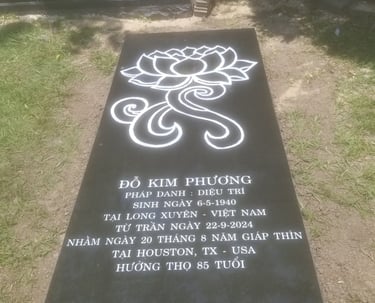 ĐỖ KIM PHƯƠNG
PHÁP DANH : DIỆU TRÍ
SINH NGÀY 6-5-1940
TẠI LONG XUYÊN - VIỆT NAM
TỪ TRẦN NGÀY 22-9-2024
NHẰM NGÀY 20 THÁNG 8 NĂM GIÁP THÌN
TẠI HOUSTON, TX - USA
HƯỞNG THỌ 85 TUỔI